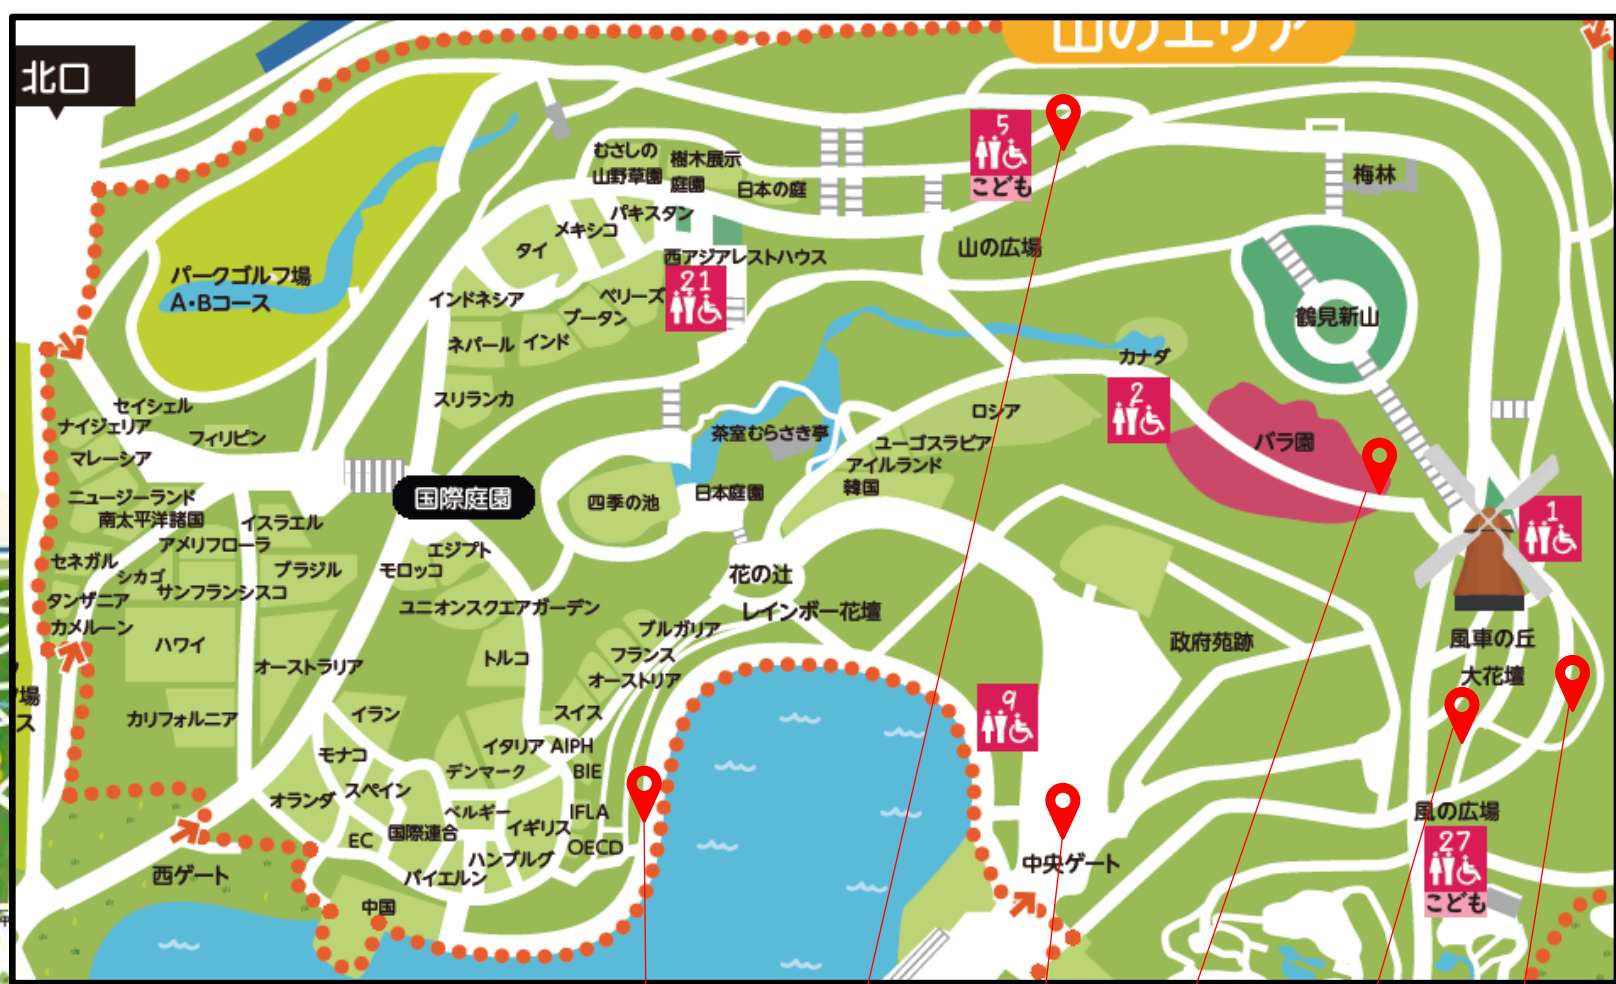 山のエリア
北口
5
こども
むさしの
山野草園
樹木展示
庭園
日本の庭
梅林
パキスタン
メキシコ
タイ
山の広場
西アジアレストハウス
21
パークゴルフ場
A・Bコース
インドネシア
ベリーズ
ブータン
ネパール
インド
鶴見新山
カナダ
2
スリランカ
セイシェル
ナイジェリア
フィリピン
マレーシア
ロシア
茶室むらさき亭
ユーゴスラビア
アイルランド
韓国
バラ園
ニュージーランド
南太平洋諸国
国際庭園
四季の池
日本庭園
1
イスラエル
アメリフローラ
セネガル
シカゴ
ブラジル
エジプト
モロッコ
花の辻
サンフランシスコ
タンザニア
カメルーン
ユニオンスクエアガーデン
レインボー花壇
ハワイ
ブルガリア
政府苑跡
風車の丘
大花壇
オーストラリア
トルコ
フランス
オーストリア
場
ス
カリフォルニア
イラン
スイス
9
モナコ
イタリア
AIPH
デンマーク
BIE
オランダ
スペイン
ベルギー
IFLA
風の広場
EC
国際連合
イギリス
OECD
27
こども
西ゲート
ハンブルグ
バイエルン
中央ゲート
中国